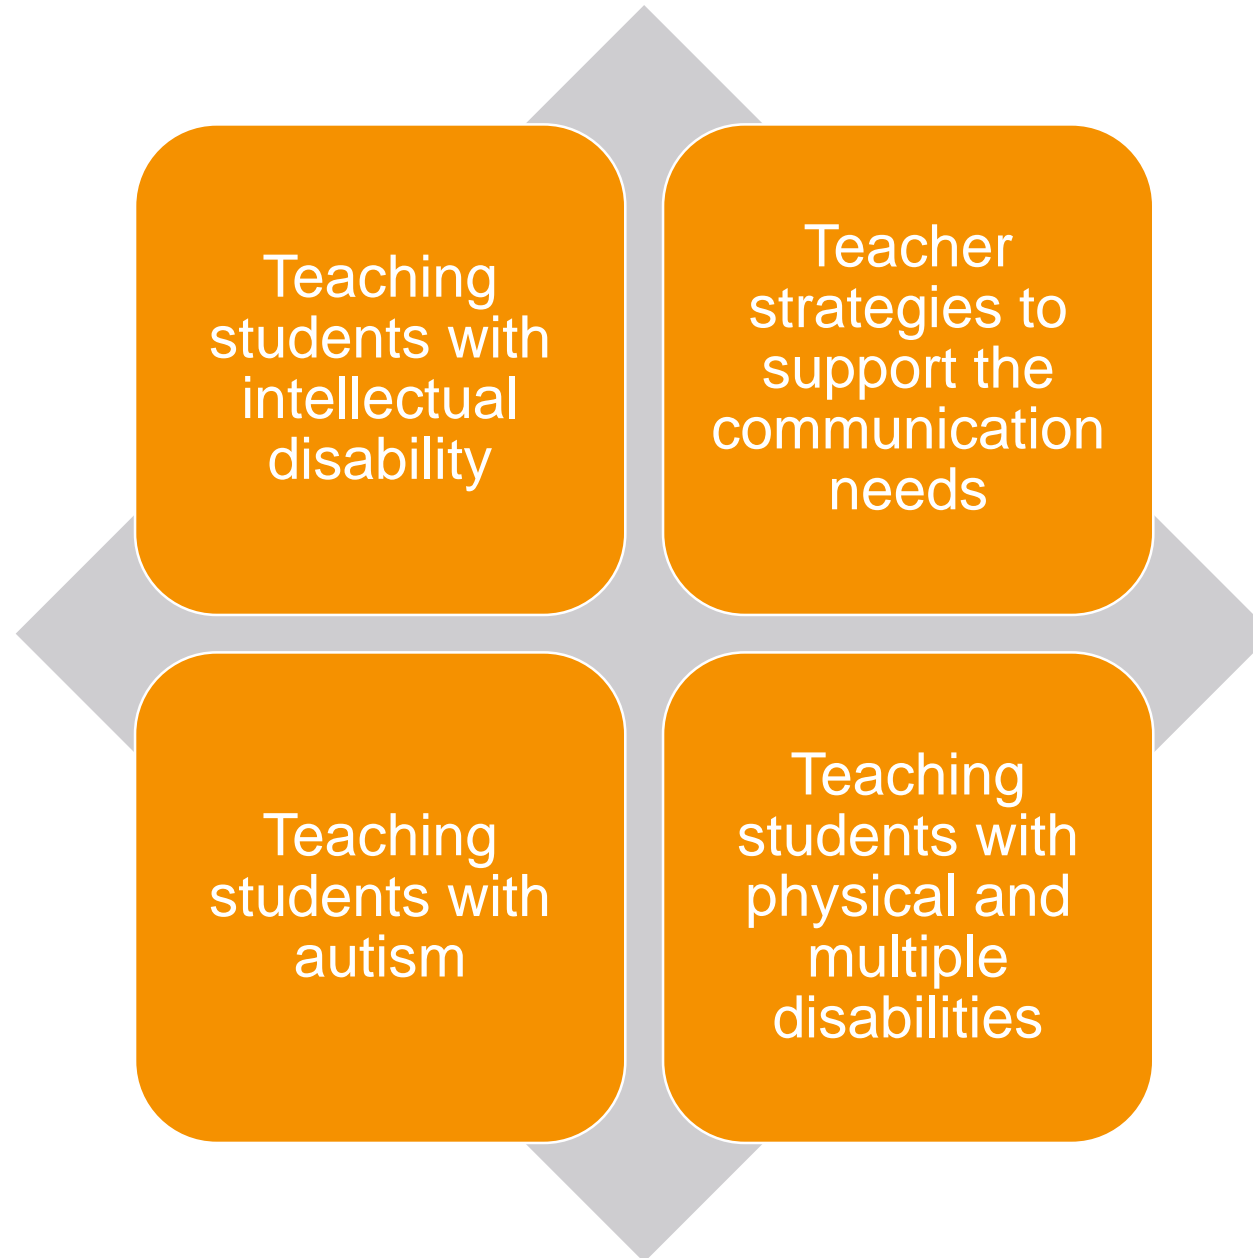 Teaching
students with
intellectual
disability
Teacher
strategies to
support the
communication
needs
Teaching
students with
autism
Teaching
students with
physical and
multiple
disabilities